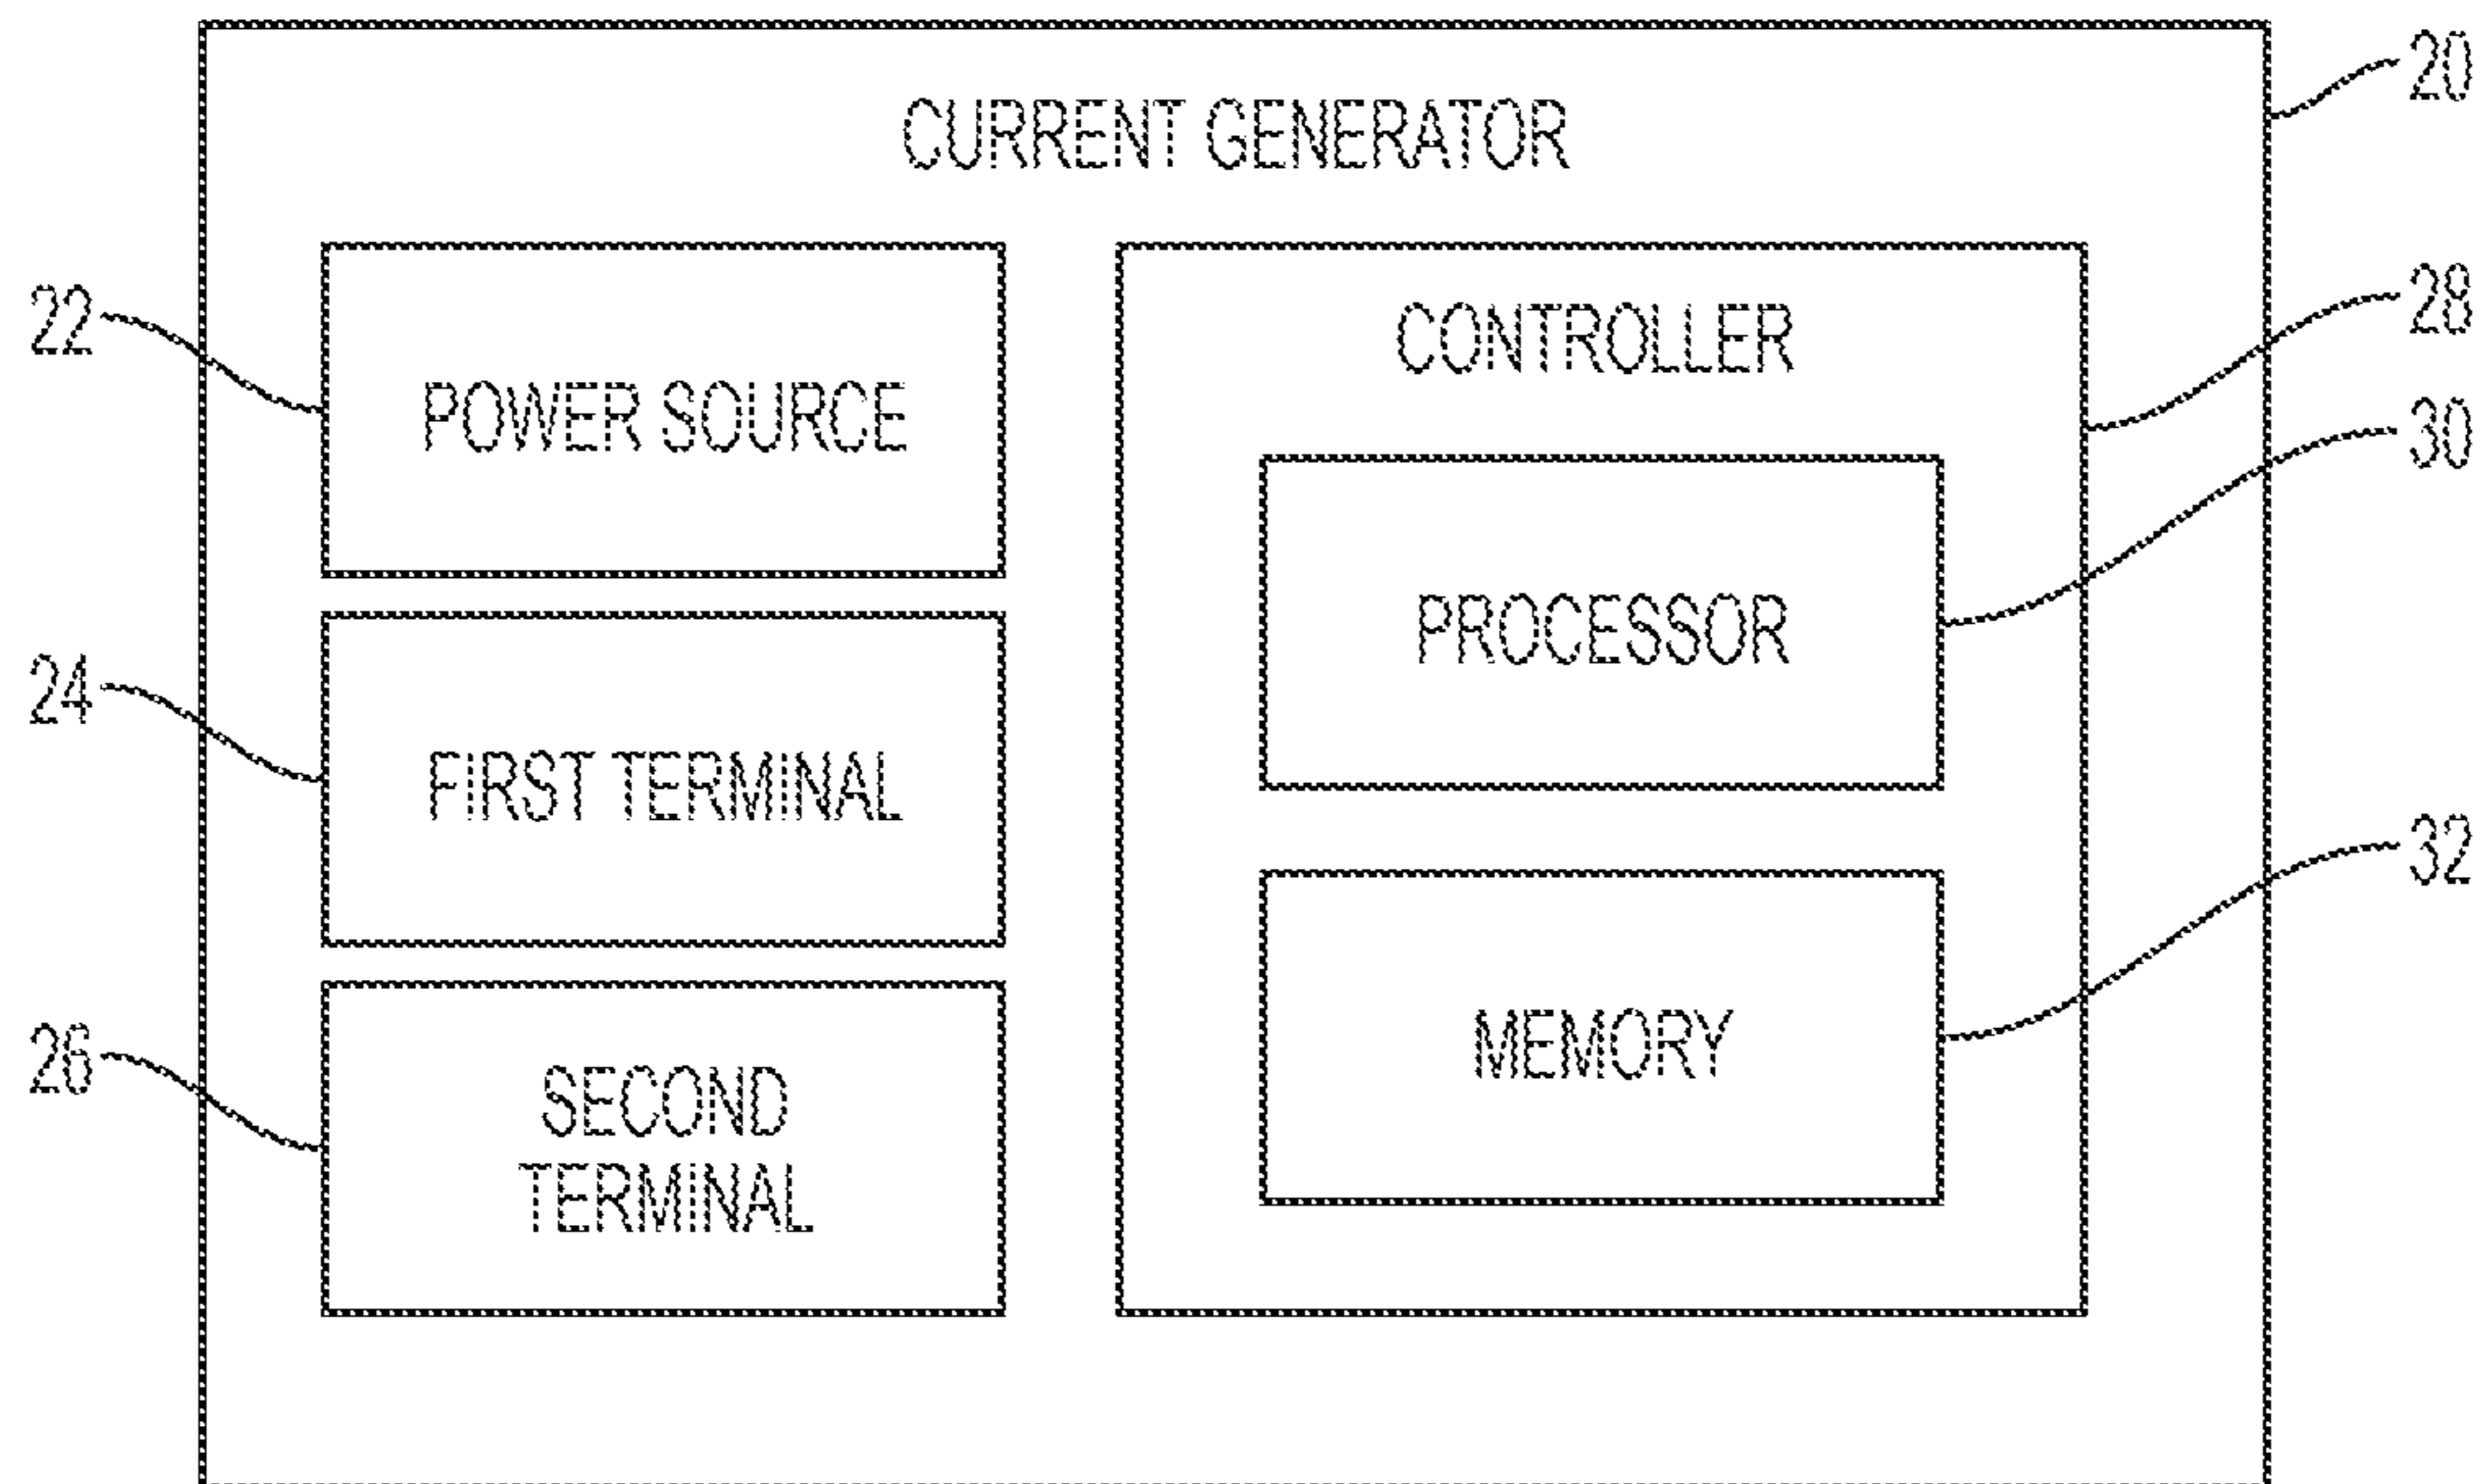 CURRENT GENERATOR
20
22
POWER SOURCE
CONTROLLER
28
30
PROCESSOR
24
FIRST TERMINAL
32
MEMORY
26
SECOND
TERMINAL